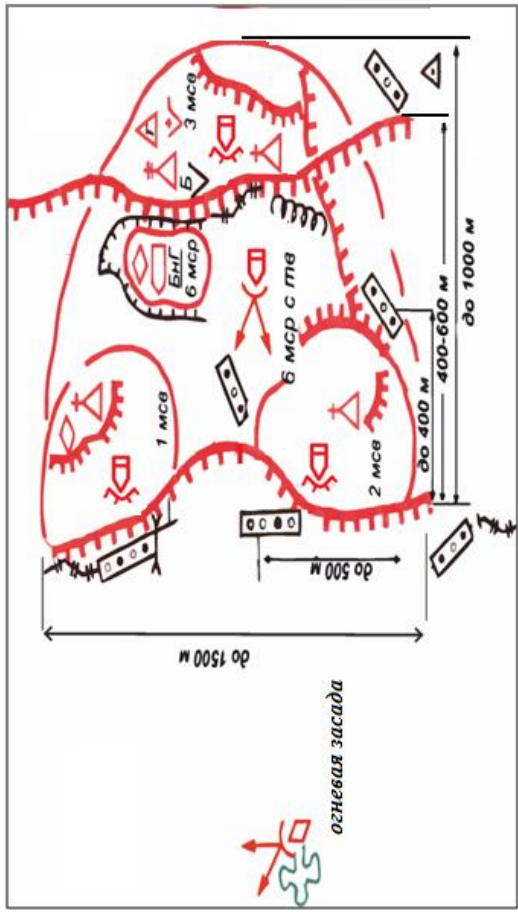 3 мсв
г
Б
БнГ
6 мср
6 мср с тв
1 мсв
2 мсв
до 400 м
400-600 м
до 1000 м
до 500 м
до 1500 м
огневая засада